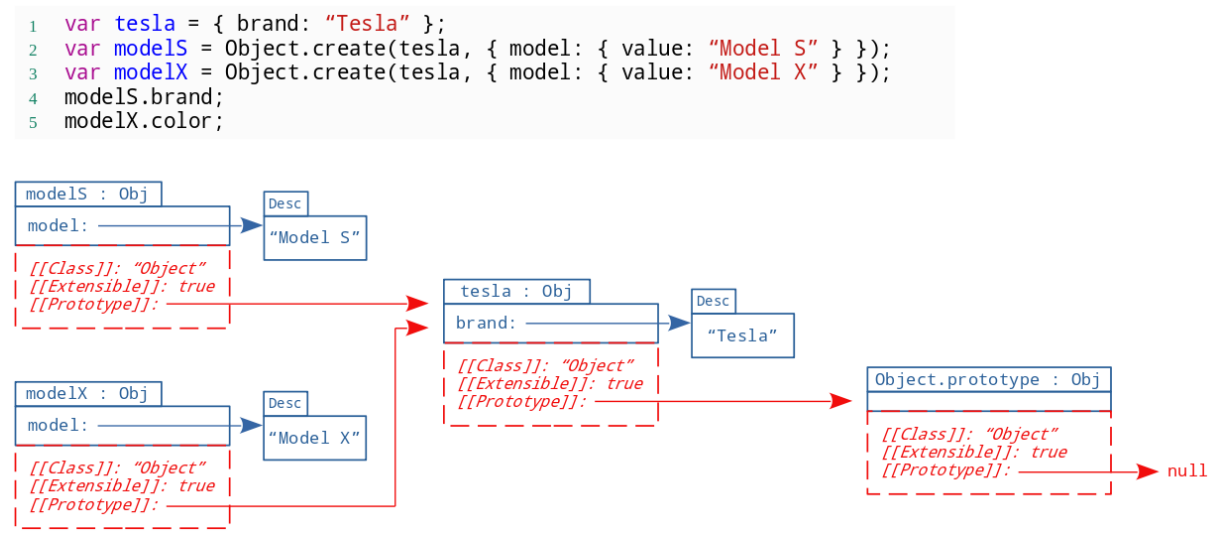 1 var tesla = { brand: “Tesla” };
2 var modelS = Object.create(tesla, { model: { value: “Model S” } });
3 var modelX = Object.create(tesla, { model: { value: “Model X” } });
4 modelS.brand;
5 modelX.color;
modelS : Obj
model:
Desc
“Model S”
[[Class]]: “Object”
[[Extensible]]: true
[[Prototype]]:
tesla : Obj
brand:
Desc
“Tesla”
[[Class]]: “Object”
[[Extensible]]: true
[[Prototype]]:
modelX : Obj
model:
Desc
“Model X”
[[Class]]: “Object”
[[Extensible]]: true
[[Prototype]]:
Object.prototype : Obj
[[Class]]: “Object”
[[Extensible]]: true
[[Prototype]]:
null